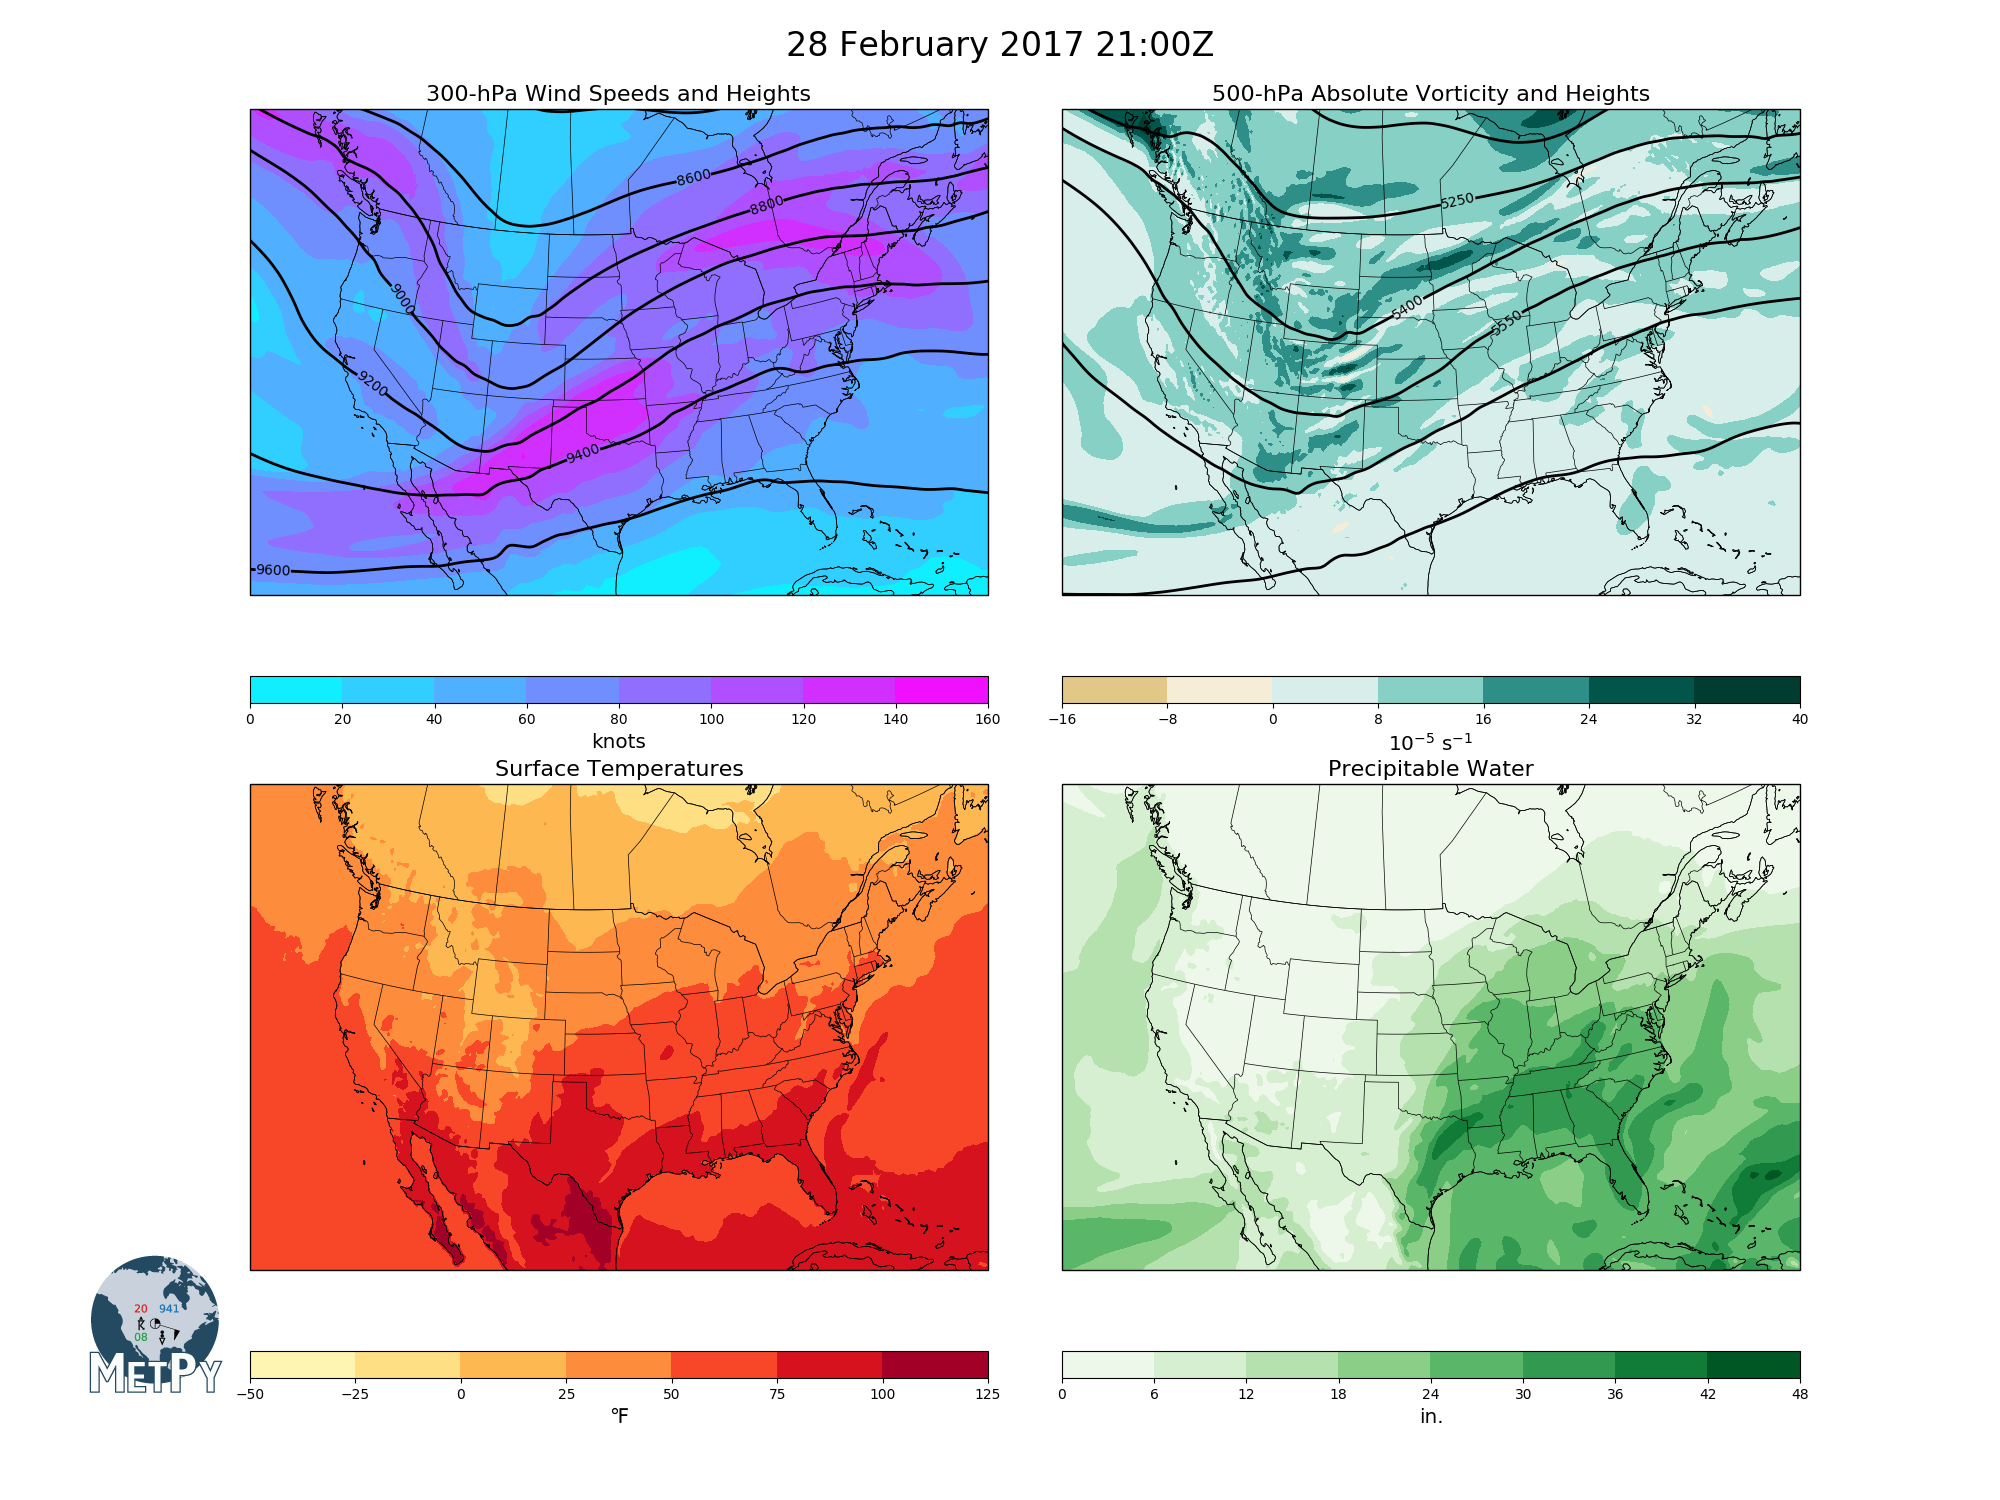 28 February 2017 21:00Z
300-hPa Wind Speeds and Heights
8600
8800
9000
9200
9400
9600
0 20 40 60 80 100 120 140 160
knots
500-hPa Absolute Vorticity and Heights
5250
5400
5550
−16 −8 0 8 16 24 32 40
10⁻⁵ s⁻¹
Surface Temperatures
−50 −25 0 25 50 75 100 125
°F
Precipitable Water
0 6 12 18 24 30 36 42 48
in.
20 941
08
METPY